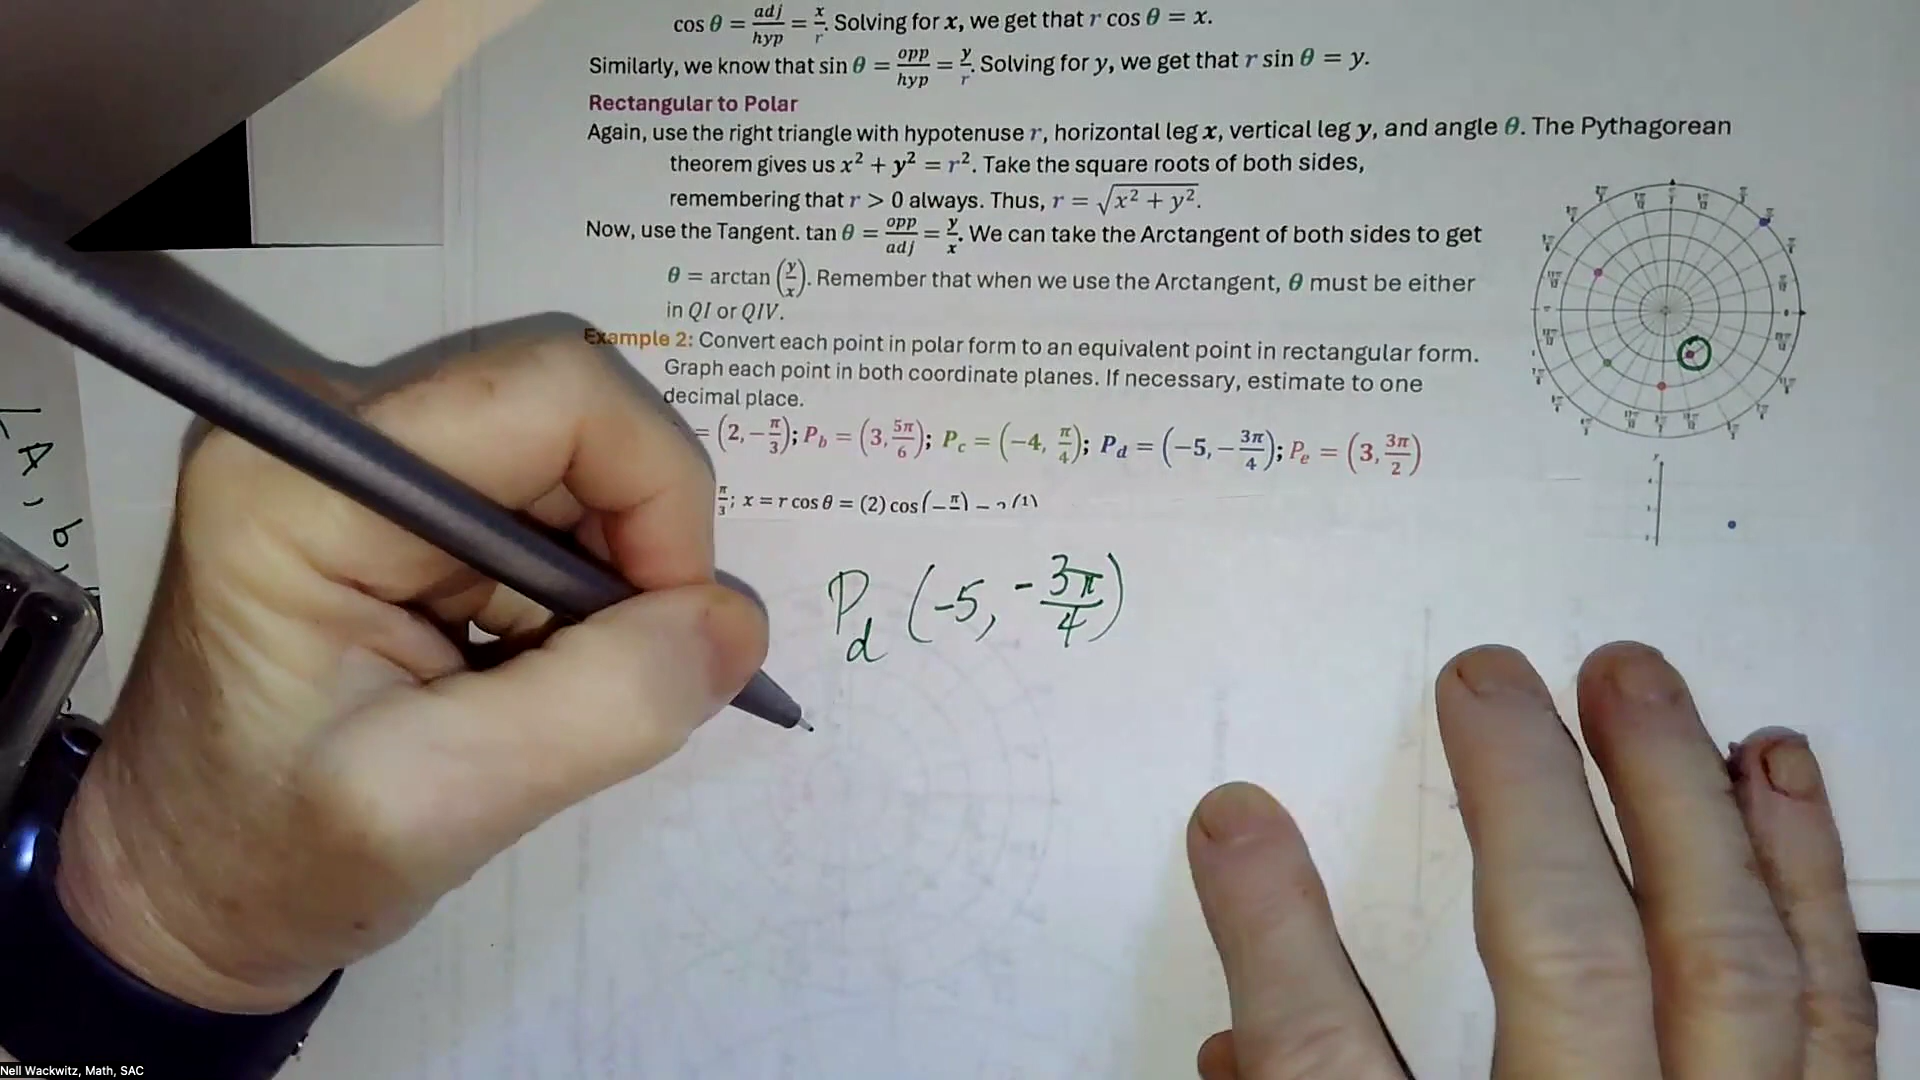 cos θ = adj/hyp = x/r. Solving for x, we get that r cos θ = x.
Similarly, we know that sin θ = opp/hyp = y/r. Solving for y, we get that r sin θ = y.
Rectangular to Polar
Again, use the right triangle with hypotenuse r, horizontal leg x, vertical leg y, and angle θ. The Pythagorean
theorem gives us x² + y² = r². Take the square roots of both sides,
remembering that r > 0 always. Thus, r = √(x² + y²).
Now, use the Tangent. tan θ = opp/adj = y/x. We can take the Arctangent of both sides to get
θ = arctan (y/x). Remember that when we use the Arctangent, θ must be either
in QI or QIV.
Example 2: Convert each point in polar form to an equivalent point in rectangular form.
Graph each point in both coordinate planes. If necessary, estimate to one
decimal place.
= (2, −π/3); P_b = (3, 5π/6); P_c = (−4, π/4); P_d = (−5, −3π/4); P_e = (3, 3π/2)
π/3; x = r cos θ = (2) cos(−π
P_d (-5, -3π/4)
A, b
Nell Wackwitz, Math, SAC